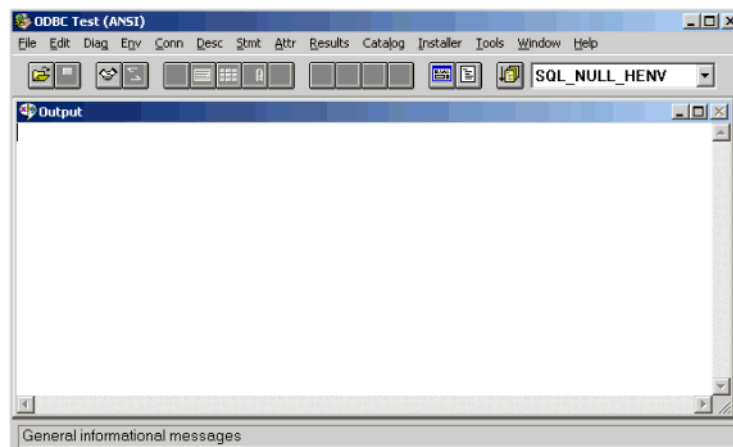 ODBC Test (ANSI)
File Edit Diag Env Conn Desc Stmt Attr Results Catalog Installer Tools Window Help
SQL_NULL_HENV
Output
General informational messages